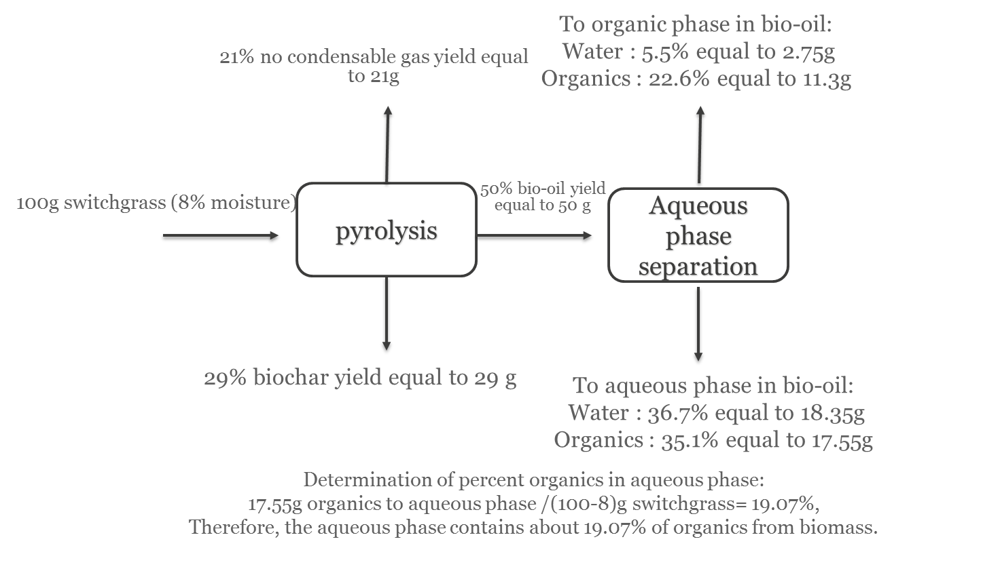 21% no condensable gas yield equal
to 21g
To organic phase in bio-oil:
Water : 5.5% equal to 2.75g
Organics : 22.6% equal to 11.3g
100g switchgrass (8% moisture)
pyrolysis
50% bio-oil yield
equal to 50 g
Aqueous
phase
separation
29% biochar yield equal to 29 g
To aqueous phase in bio-oil:
Water : 36.7% equal to 18.35g
Organics : 35.1% equal to 17.55g
Determination of percent organics in aqueous phase:
17.55g organics to aqueous phase /(100-8)g switchgrass= 19.07%,
Therefore, the aqueous phase contains about 19.07% of organics from biomass.